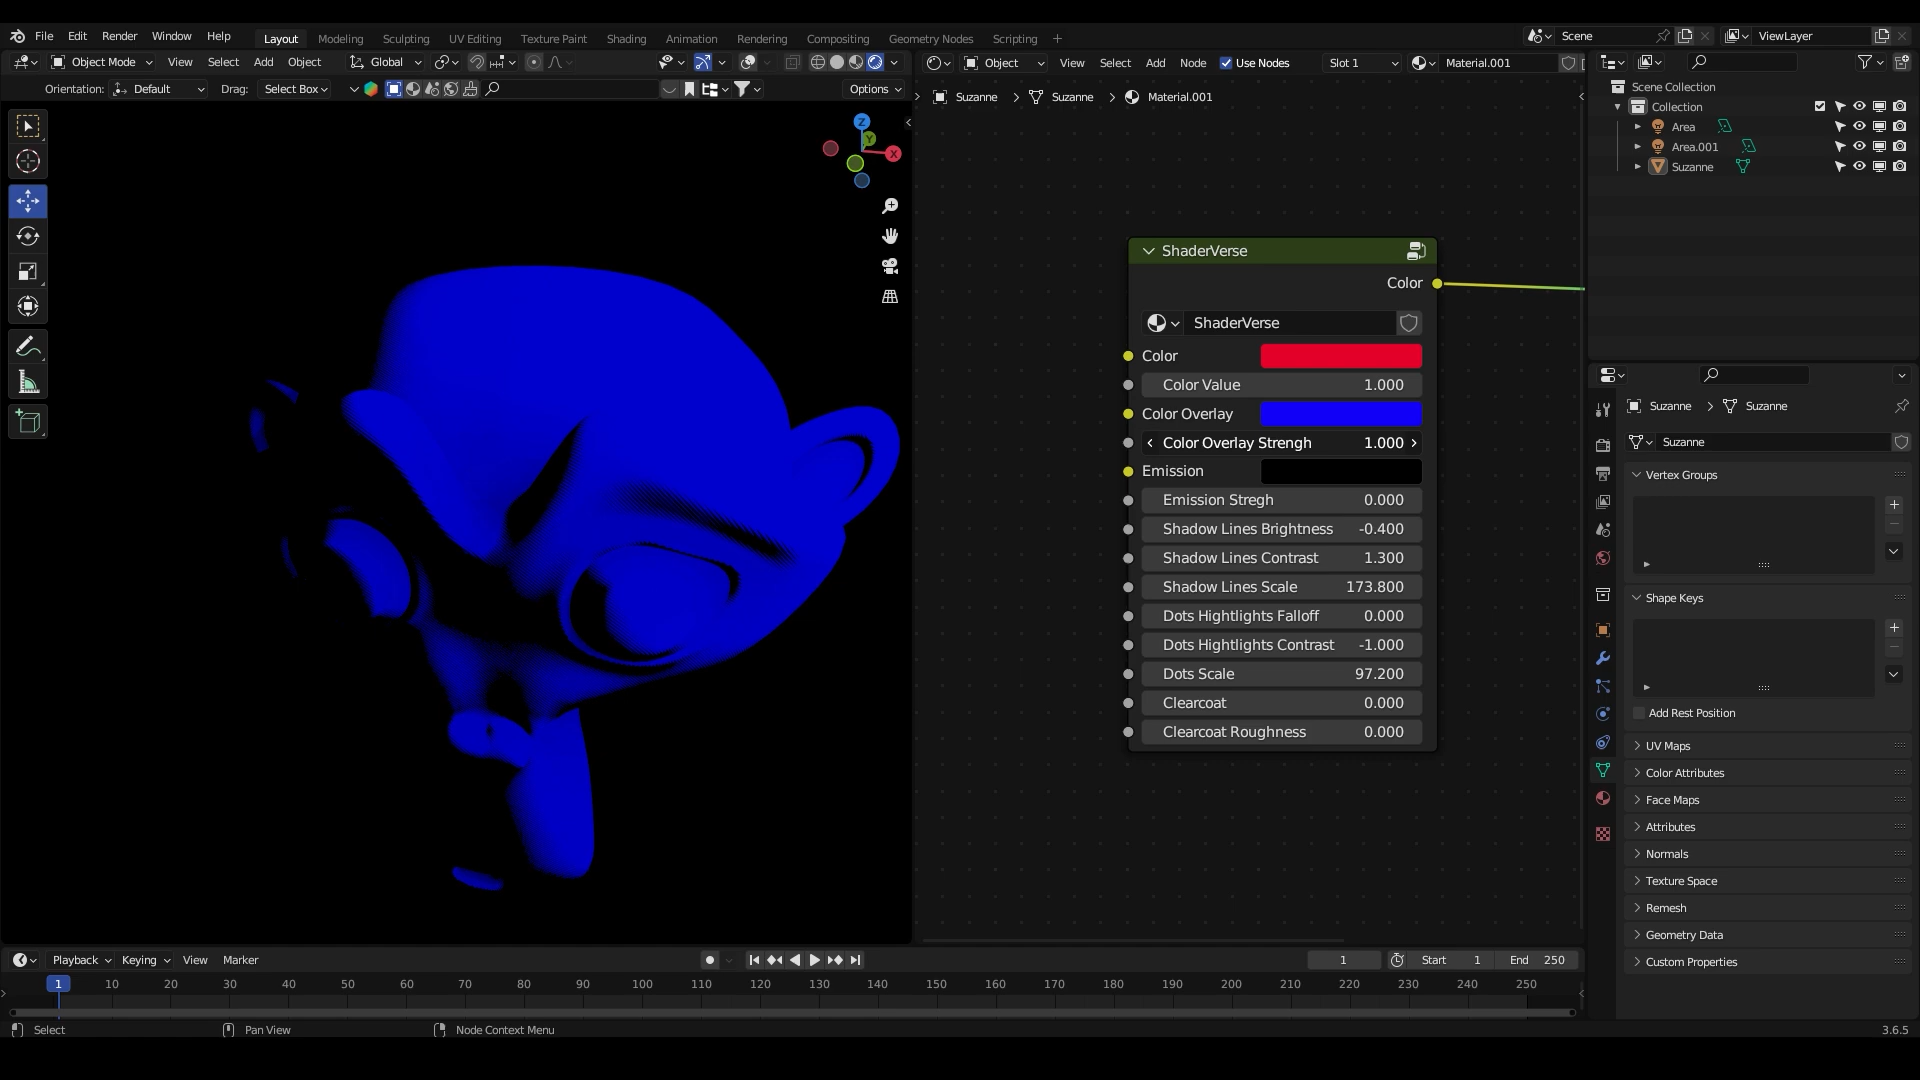 File Edit Render Window Help Layout Modeling Sculpting UV Editing Texture Paint Shading Animation Rendering Compositing Geometry Nodes Scripting + Scene ViewLayer
Object Mode View Select Add Object Global Object View Select Add Node Use Nodes Slot 1 Material.001
Orientation: Default Drag: Select Box Options
Suzanne > Suzanne > Material.001
Z
Y
X
Scene Collection
Collection
Area
Area.001
Suzanne
ShaderVerse
Color
ShaderVerse
Color
Color Value 1.000
Color Overlay
Color Overlay Strengh 1.000
Emission
Emission Stregh 0.000
Shadow Lines Brightness -0.400
Shadow Lines Contrast 1.300
Shadow Lines Scale 173.800
Dots Hightlights Falloff 0.000
Dots Hightlights Contrast -1.000
Dots Scale 97.200
Clearcoat 0.000
Clearcoat Roughness 0.000
Suzanne > Suzanne
Suzanne
Vertex Groups
Shape Keys
Add Rest Position
UV Maps
Color Attributes
Face Maps
Attributes
Normals
Texture Space
Remesh
Geometry Data
Custom Properties
Playback Keying View Marker 1 Start 1 End 250
1 10 20 30 40 50 60 70 80 90 100 110 120 130 140 150 160 170 180 190 200 210 220 230 240 250
Select Pan View Node Context Menu 3.6.5